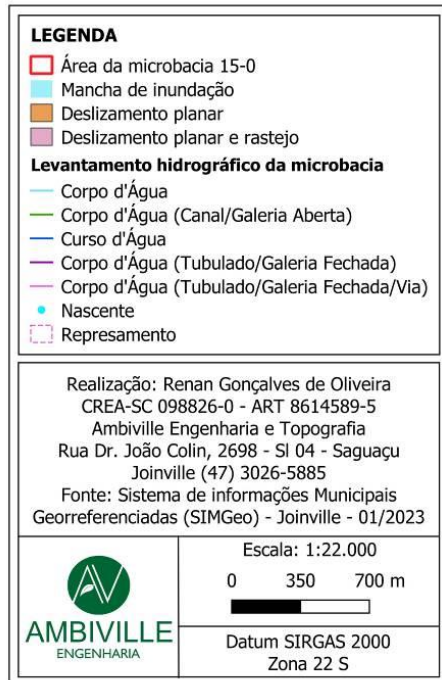 LEGENDA
Área da microbacia 15-0
Mancha de inundação
Deslizamento planar
Deslizamento planar e rastejo
Levantamento hidrográfico da microbacia
Corpo d'Água
Corpo d'Água (Canal/Galeria Aberta)
Curso d'Água
Corpo d'Água (Tubulado/Galeria Fechada)
Corpo d'Água (Tubulado/Galeria Fechada/Via)
Nascente
Represamento
Realização: Renan Gonçalves de Oliveira
CREA-SC 098826-0 - ART 8614589-5
Ambiville Engenharia e Topografia
Rua Dr. João Colin, 2698 - Sl 04 - Saguaçu
Joinville (47) 3026-5885
Fonte: Sistema de informações Municipais
Georreferenciadas (SIMGeo) - Joinville - 01/2023
AMBIVILLE
ENGENHARIA
Escala: 1:22.000
0 350 700 m
Datum SIRGAS 2000
Zona 22 S